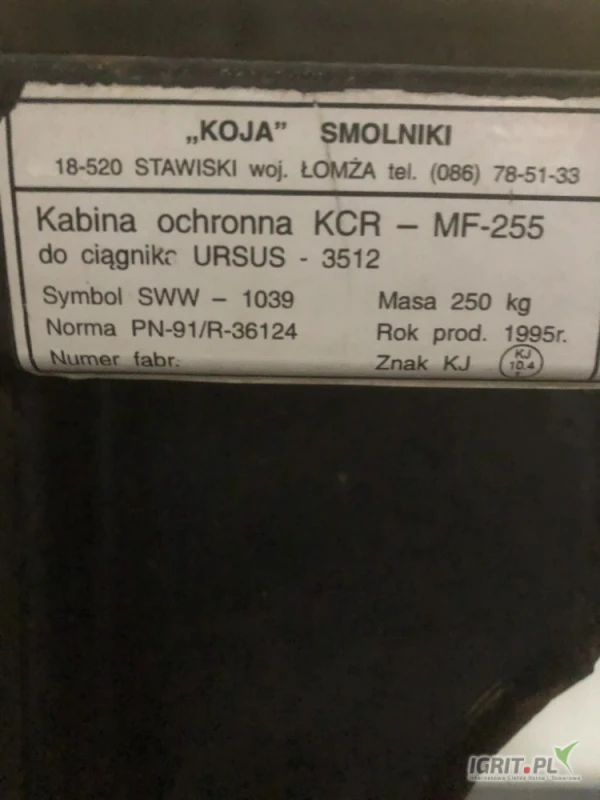 „KOJA” SMOLNIKI
18-520 STAWISKI woj. ŁOMŻA tel. (086) 78-51-33
Kabina ochronna KCR – MF-255
do ciągnika URSUS - 3512
Symbol SWW – 1039 Masa 250 kg
Norma PN-91/R-36124 Rok prod. 1995r.
Numer fabr. Znak KJ KJ
10.4
IGRIT.PL